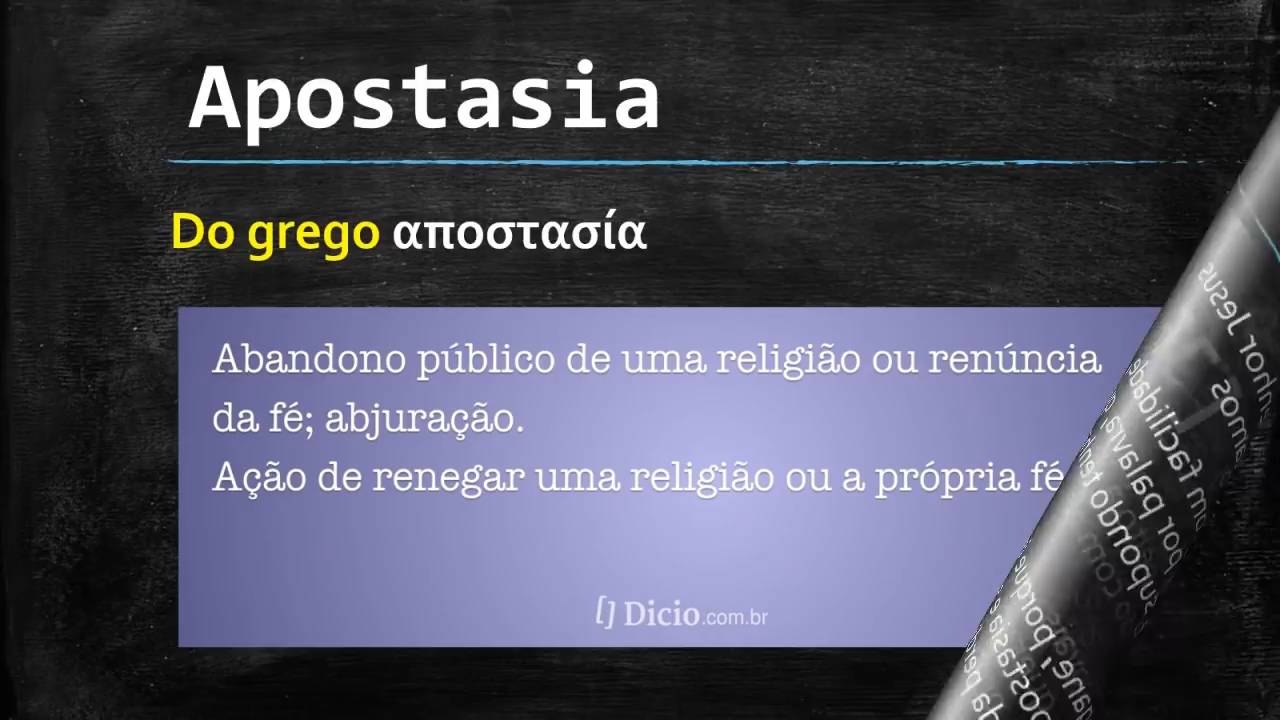 Apostasia
Do grego αποστασία
Abandono público de uma religião ou renúncia
da fé; abjuração.
Ação de renegar uma religião ou a própria fé
[] Dicio.com.br